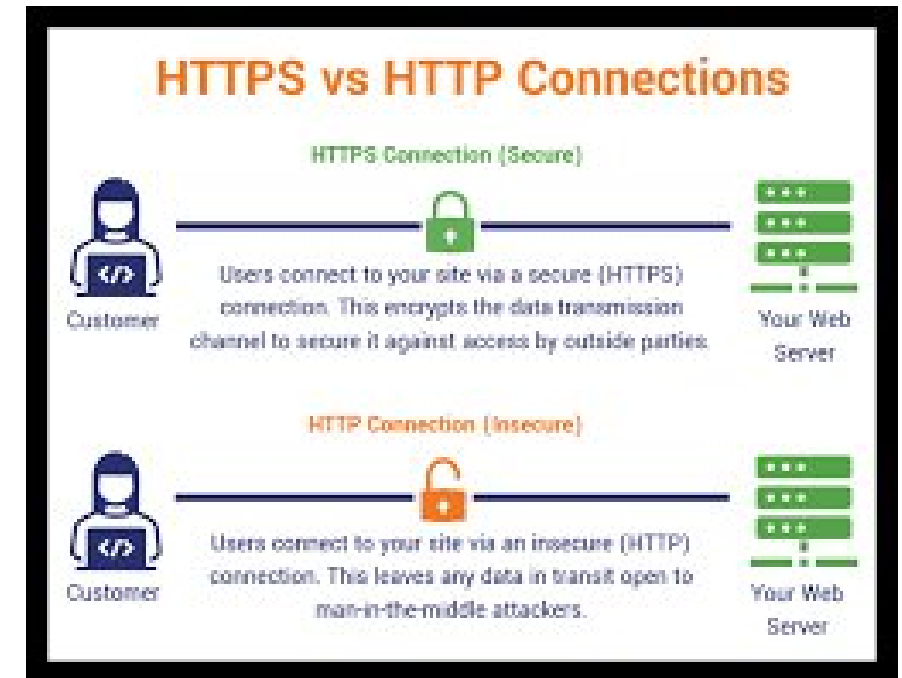 HTTPS vs HTTP Connections
HTTPS Connection (Secure)
</>
Customer
Users connect to your site via a secure (HTTPS)
connection. This encrypts the data transmission
channel to secure it against access by outside parties.
Your Web
Server
HTTP Connection (Insecure)
</>
Customer
Users connect to your site via an insecure (HTTP)
connection. This leaves any data in transit open to
man-in-the-middle attackers.
Your Web
Server